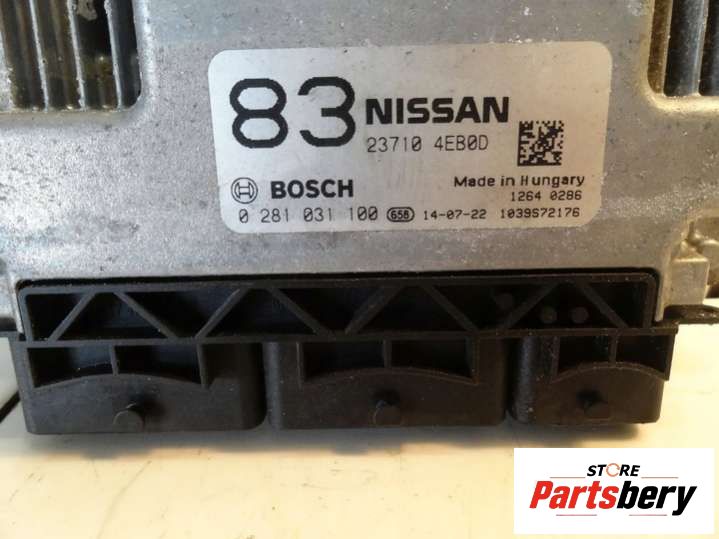 83 NISSAN
23710 4EB0D
BOSCH Made in Hungary
1264 0286
0 281 031 100 658 14-07-22 1039S72176
STORE
Partsbery